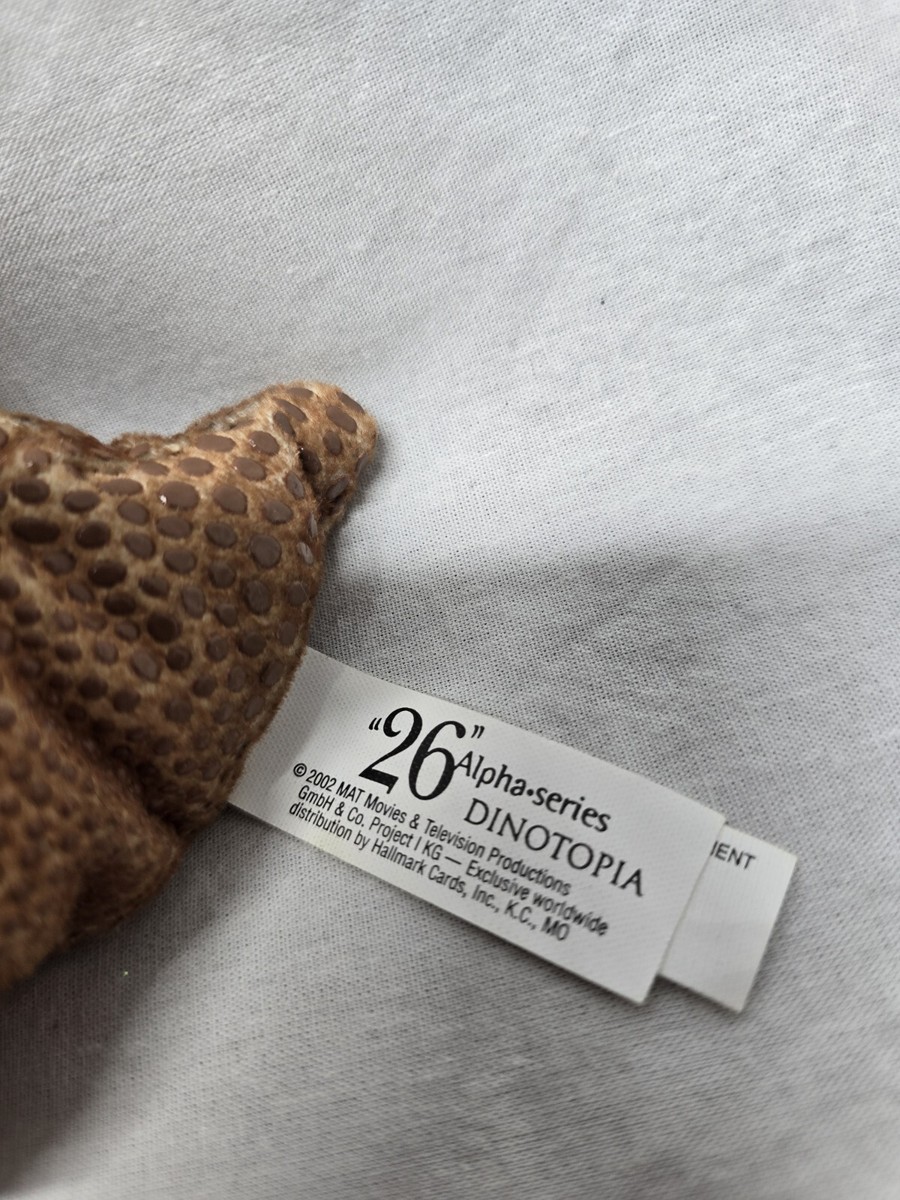 “26”
Alpha•series
DINOTOPIA
© 2002 MAT Movies & Television Productions
GmbH & Co. Project I KG — Exclusive worldwide
distribution by Hallmark Cards, Inc., K.C., MO